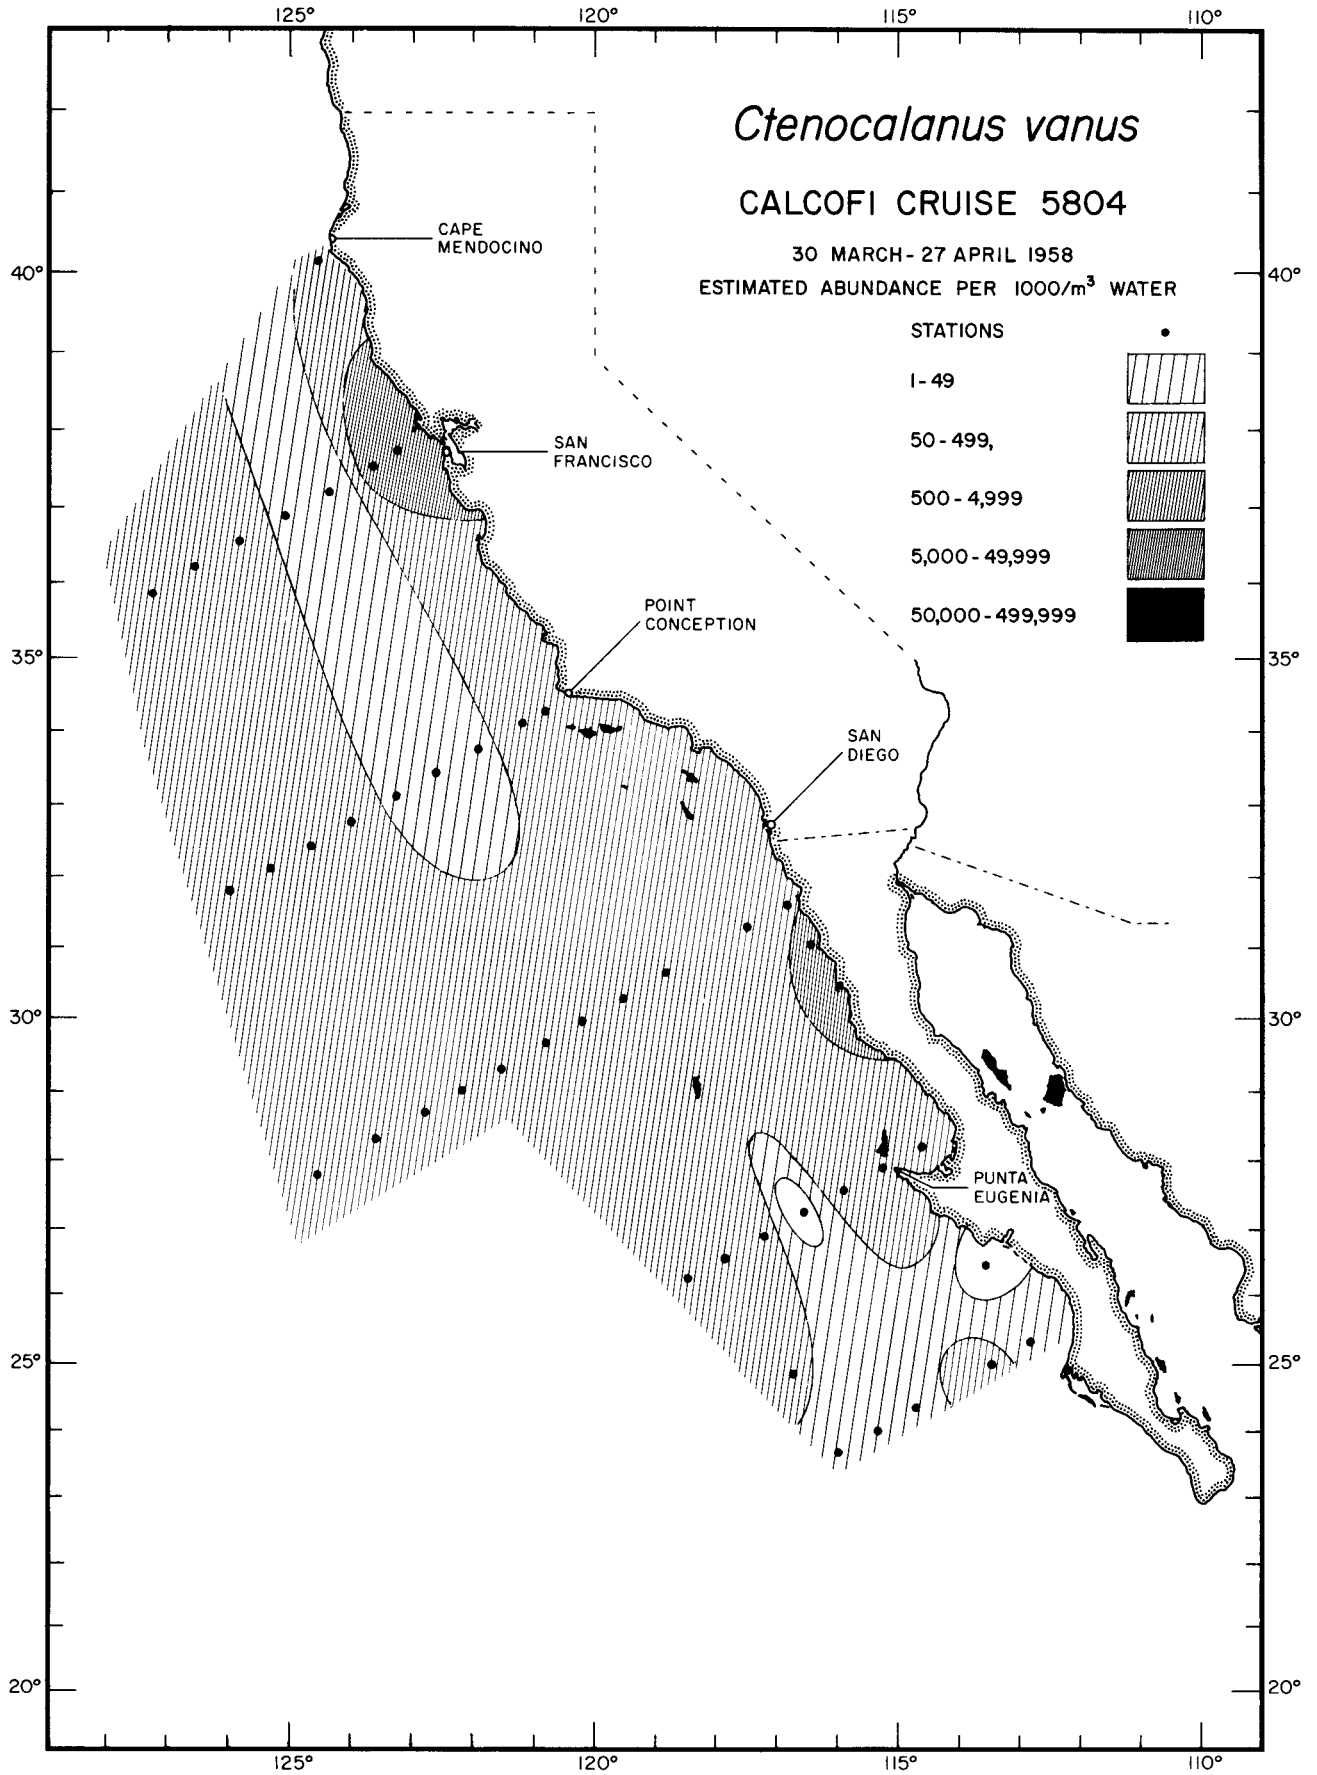 125° 120° 115° 110°
Ctenocalanus vanus
CALCOFI CRUISE 5804
30 MARCH - 27 APRIL 1958
ESTIMATED ABUNDANCE PER 1000/m³ WATER
STATIONS
1-49
50-499,
500-4,999
5,000-49,999
50,000-499,999
CAPE
MENDOCINO
40° 40°
SAN
FRANCISCO
POINT
CONCEPTION
35° 35°
SAN
DIEGO
30° 30°
PUNTA
EUGENIA
25° 25°
20° 20°
125° 120° 115° 110°